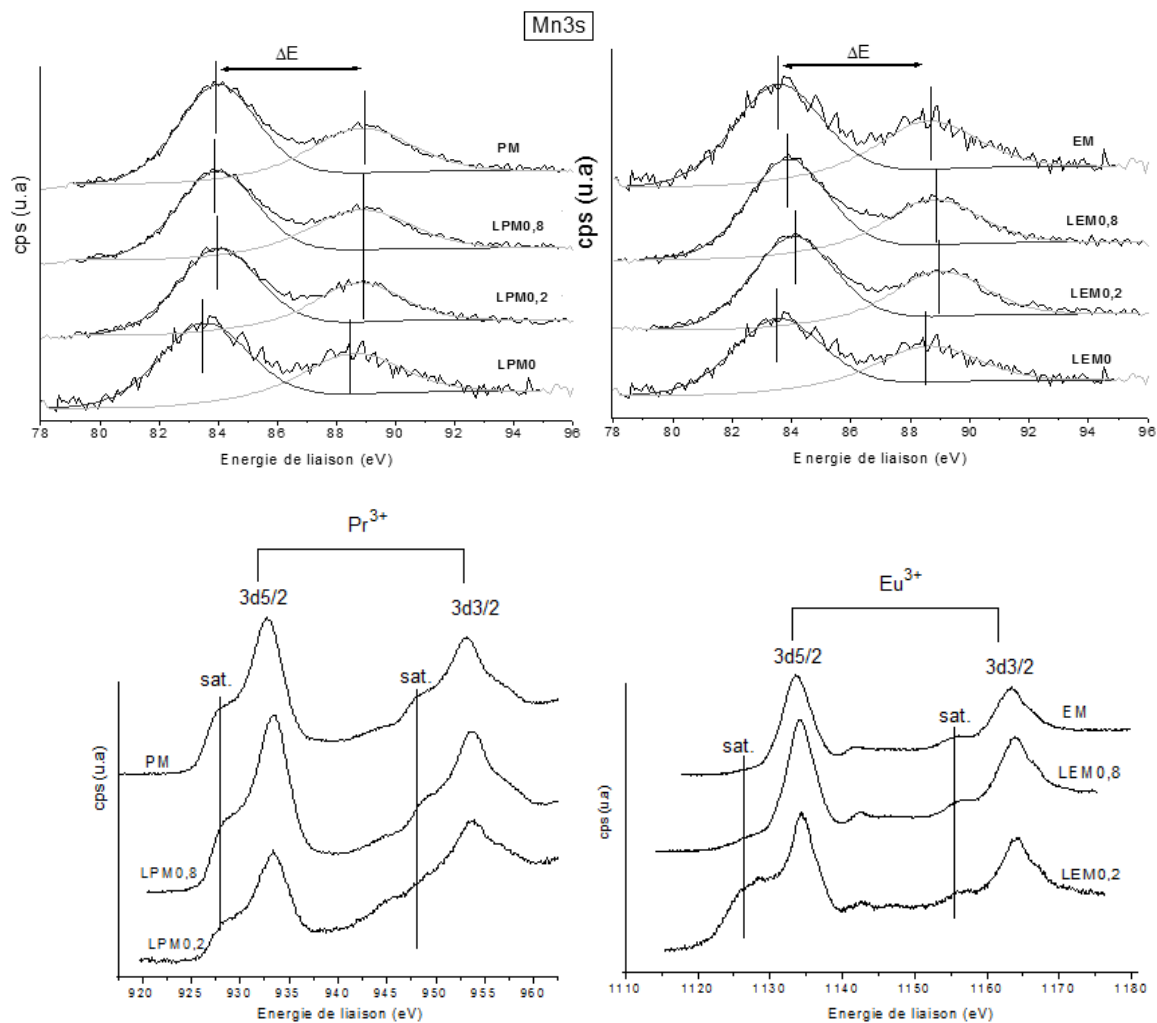 Mn3s
ΔE
PM
LPM0,8
LPM0,2
LPM0
cps (u.a)
78 80 82 84 86 88 90 92 94 96
Energie de liaison (eV)
ΔE
EM
LEM0,8
LEM0,2
LEM0
cps (u.a)
78 80 82 84 86 88 90 92 94 96
Energie de liaison (eV)
Pr3+
3d5/2
3d3/2
sat.
sat.
PM
LPM0,8
LPM0,2
cps (u.a)
920 925 930 935 940 945 950 955 960
Energie de liaison (eV)
Eu3+
3d5/2
3d3/2
sat.
sat.
EM
LEM0,8
LEM0,2
cps (u.a)
1110 1120 1130 1140 1150 1160 1170 1180
Energie de liaison (eV)